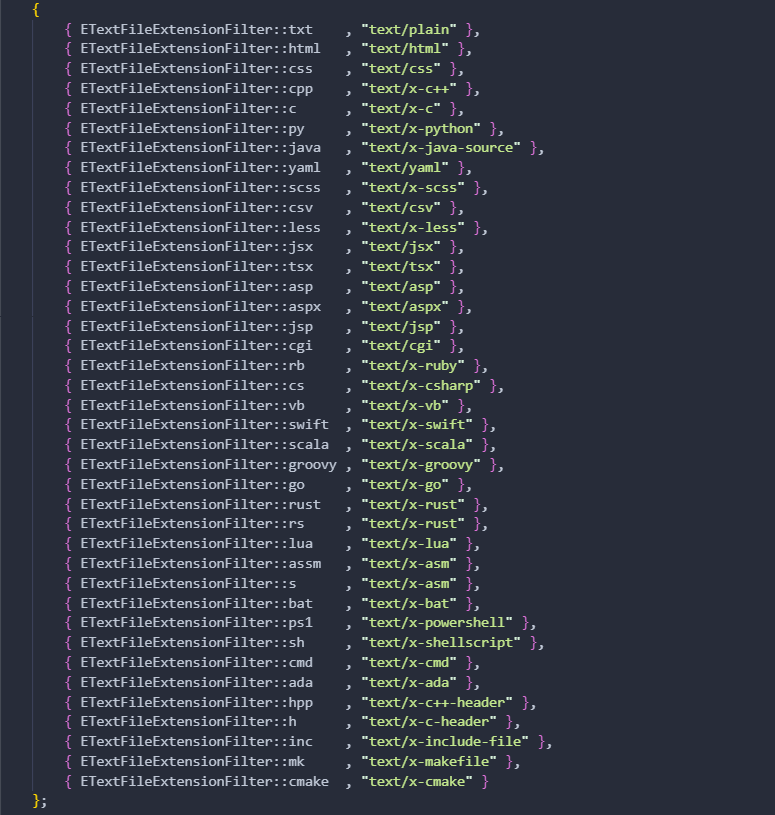 {
{ ETextFileExtensionFilter::txt    , "text/plain" },
{ ETextFileExtensionFilter::html   , "text/html" },
{ ETextFileExtensionFilter::css    , "text/css" },
{ ETextFileExtensionFilter::cpp    , "text/x-c++" },
{ ETextFileExtensionFilter::c      , "text/x-c" },
{ ETextFileExtensionFilter::py     , "text/x-python" },
{ ETextFileExtensionFilter::java   , "text/x-java-source" },
{ ETextFileExtensionFilter::yaml   , "text/yaml" },
{ ETextFileExtensionFilter::scss   , "text/x-scss" },
{ ETextFileExtensionFilter::csv    , "text/csv" },
{ ETextFileExtensionFilter::less   , "text/x-less" },
{ ETextFileExtensionFilter::jsx    , "text/jsx" },
{ ETextFileExtensionFilter::tsx    , "text/tsx" },
{ ETextFileExtensionFilter::asp    , "text/asp" },
{ ETextFileExtensionFilter::aspx   , "text/aspx" },
{ ETextFileExtensionFilter::jsp    , "text/jsp" },
{ ETextFileExtensionFilter::cgi    , "text/cgi" },
{ ETextFileExtensionFilter::rb     , "text/x-ruby" },
{ ETextFileExtensionFilter::cs     , "text/x-csharp" },
{ ETextFileExtensionFilter::vb     , "text/x-vb" },
{ ETextFileExtensionFilter::swift  , "text/x-swift" },
{ ETextFileExtensionFilter::scala  , "text/x-scala" },
{ ETextFileExtensionFilter::groovy , "text/x-groovy" },
{ ETextFileExtensionFilter::go     , "text/x-go" },
{ ETextFileExtensionFilter::rust   , "text/x-rust" },
{ ETextFileExtensionFilter::rs     , "text/x-rust" },
{ ETextFileExtensionFilter::lua    , "text/x-lua" },
{ ETextFileExtensionFilter::assm   , "text/x-asm" },
{ ETextFileExtensionFilter::s      , "text/x-asm" },
{ ETextFileExtensionFilter::bat    , "text/x-bat" },
{ ETextFileExtensionFilter::ps1    , "text/x-powershell" },
{ ETextFileExtensionFilter::sh     , "text/x-shellscript" },
{ ETextFileExtensionFilter::cmd    , "text/x-cmd" },
{ ETextFileExtensionFilter::ada    , "text/x-ada" },
{ ETextFileExtensionFilter::hpp    , "text/x-c++-header" },
{ ETextFileExtensionFilter::h      , "text/x-c-header" },
{ ETextFileExtensionFilter::inc    , "text/x-include-file" },
{ ETextFileExtensionFilter::mk     , "text/x-makefile" },
{ ETextFileExtensionFilter::cmake  , "text/x-cmake" }
};